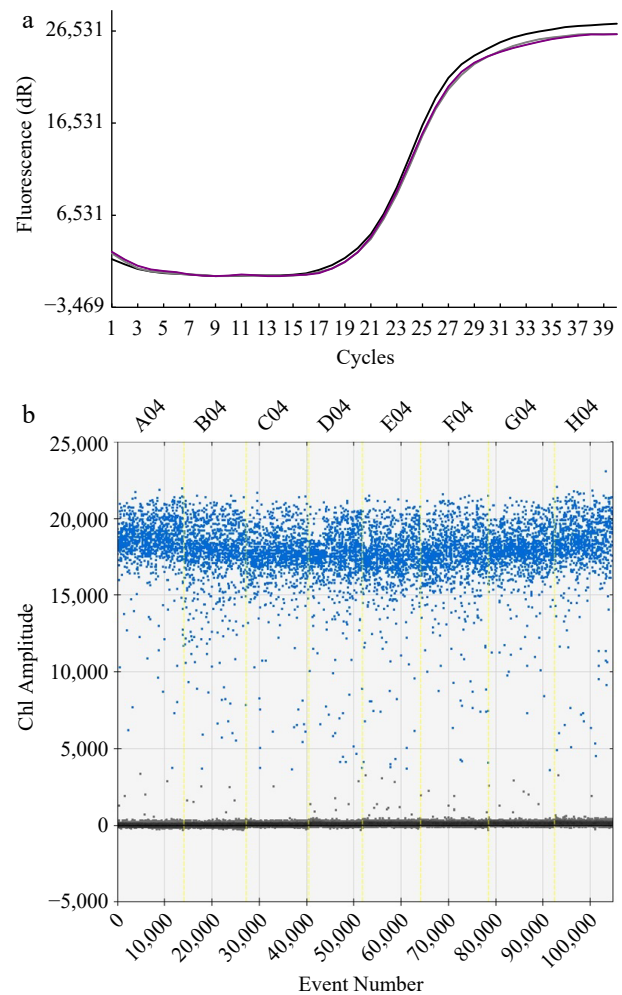 a
26,531
16,531
6,531
−3,469
Fluorescence (dR)
1 3 5 7 9 11 13 15 17 19 21 23 25 27 29 31 33 35 37 39
Cycles
b
A04 B04 C04 D04 E04 F04 G04 H04
25,000
20,000
15,000
10,000
5,000
0
−5,000
Chl Amplitude
0 10,000 20,000 30,000 40,000 50,000 60,000 70,000 80,000 90,000 100,000
Event Number